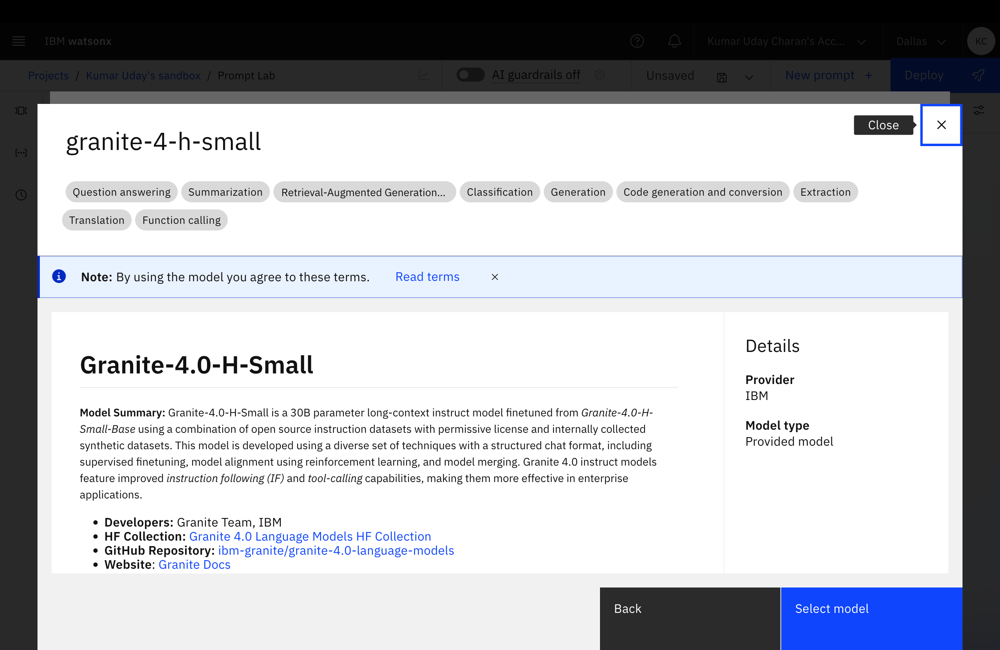 IBM watsonx
Kumar Uday Charan's Acc...
Dallas
KC
Projects / Kumar Uday's sandbox / Prompt Lab
AI guardrails off
Unsaved
New prompt +
Deploy
Close
granite-4-h-small
Question answering Summarization Retrieval-Augmented Generation... Classification Generation Code generation and conversion Extraction
Translation Function calling
Note: By using the model you agree to these terms. Read terms
Granite-4.0-H-Small
Model Summary: Granite-4.0-H-Small is a 30B parameter long-context instruct model finetuned from Granite-4.0-H-
Small-Base using a combination of open source instruction datasets with permissive license and internally collected
synthetic datasets. This model is developed using a diverse set of techniques with a structured chat format, including
supervised finetuning, model alignment using reinforcement learning, and model merging. Granite 4.0 instruct models
feature improved instruction following (IF) and tool-calling capabilities, making them more effective in enterprise
applications.
• Developers: Granite Team, IBM
• HF Collection: Granite 4.0 Language Models HF Collection
• GitHub Repository: ibm-granite/granite-4.0-language-models
• Website: Granite Docs
Details
Provider
IBM
Model type
Provided model
Back
Select model